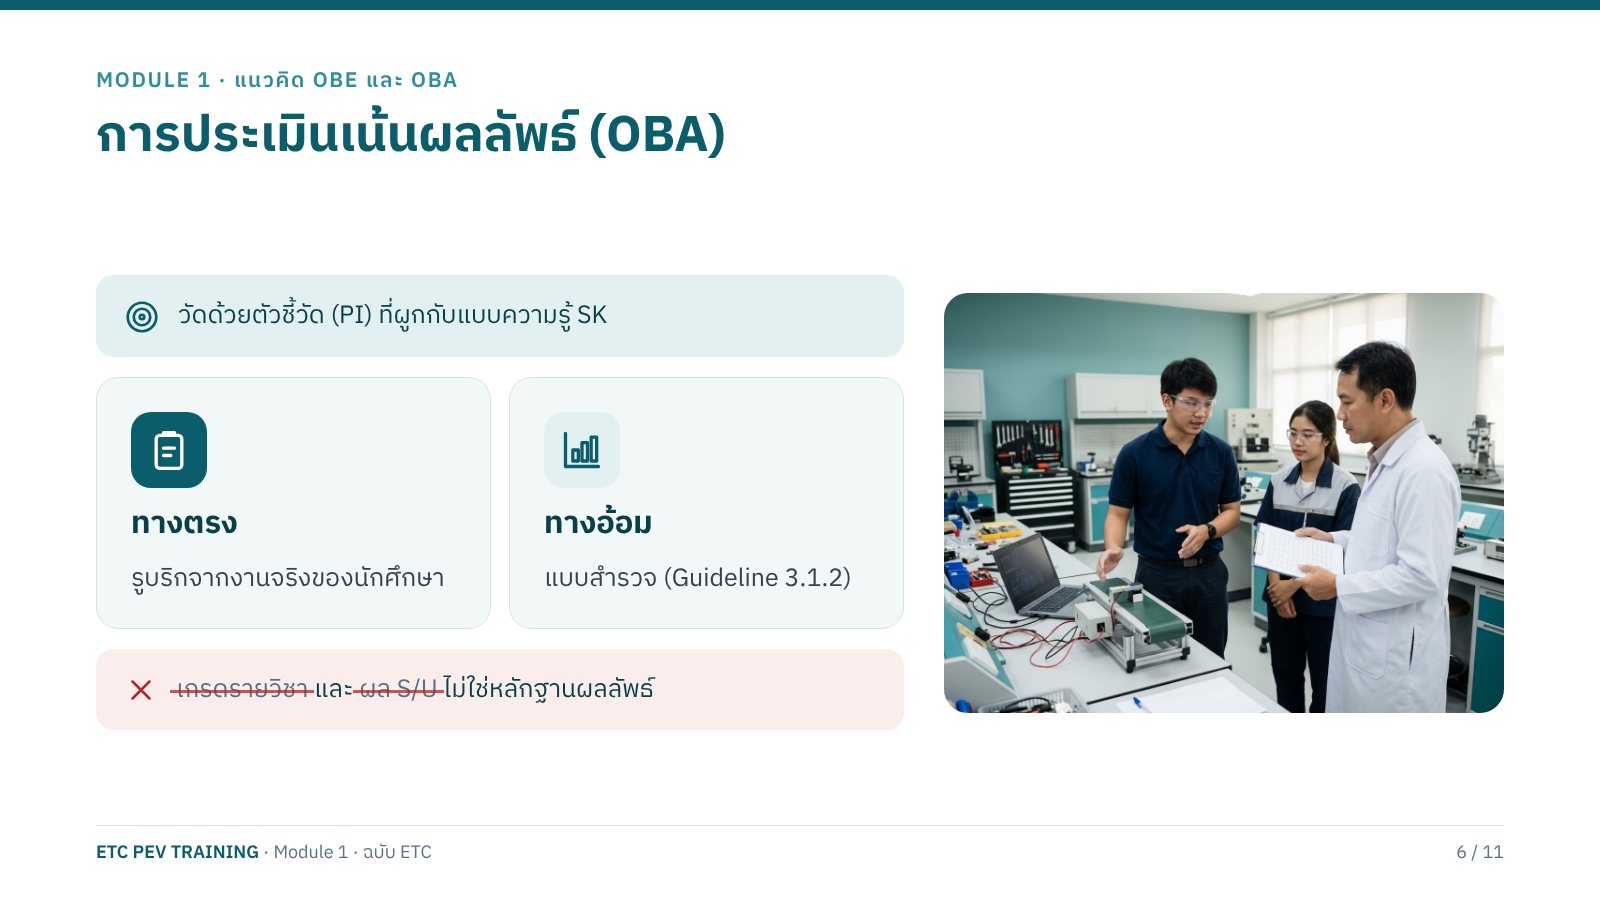 MODULE 1 · แนวคิด OBE และ OBA
การประเมินเน้นผลลัพธ์ (OBA)
วัดด้วยตัวชี้วัด (PI) ที่ผูกกับแบบความรู้ SK
ทางตรง
รูบริกจากงานจริงของนักศึกษา
ทางอ้อม
แบบสำรวจ (Guideline 3.1.2)
เกรดรายวิชา และ ผล S/U ไม่ใช่หลักฐานผลลัพธ์
ETC PEV TRAINING · Module 1 · ฉบับ ETC
6 / 11